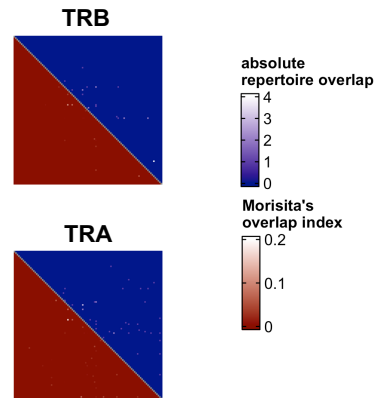 TRB
absolute
repertoire overlap
4
3
2
1
0
Morisita's
overlap index
0.2
0.1
0
TRA